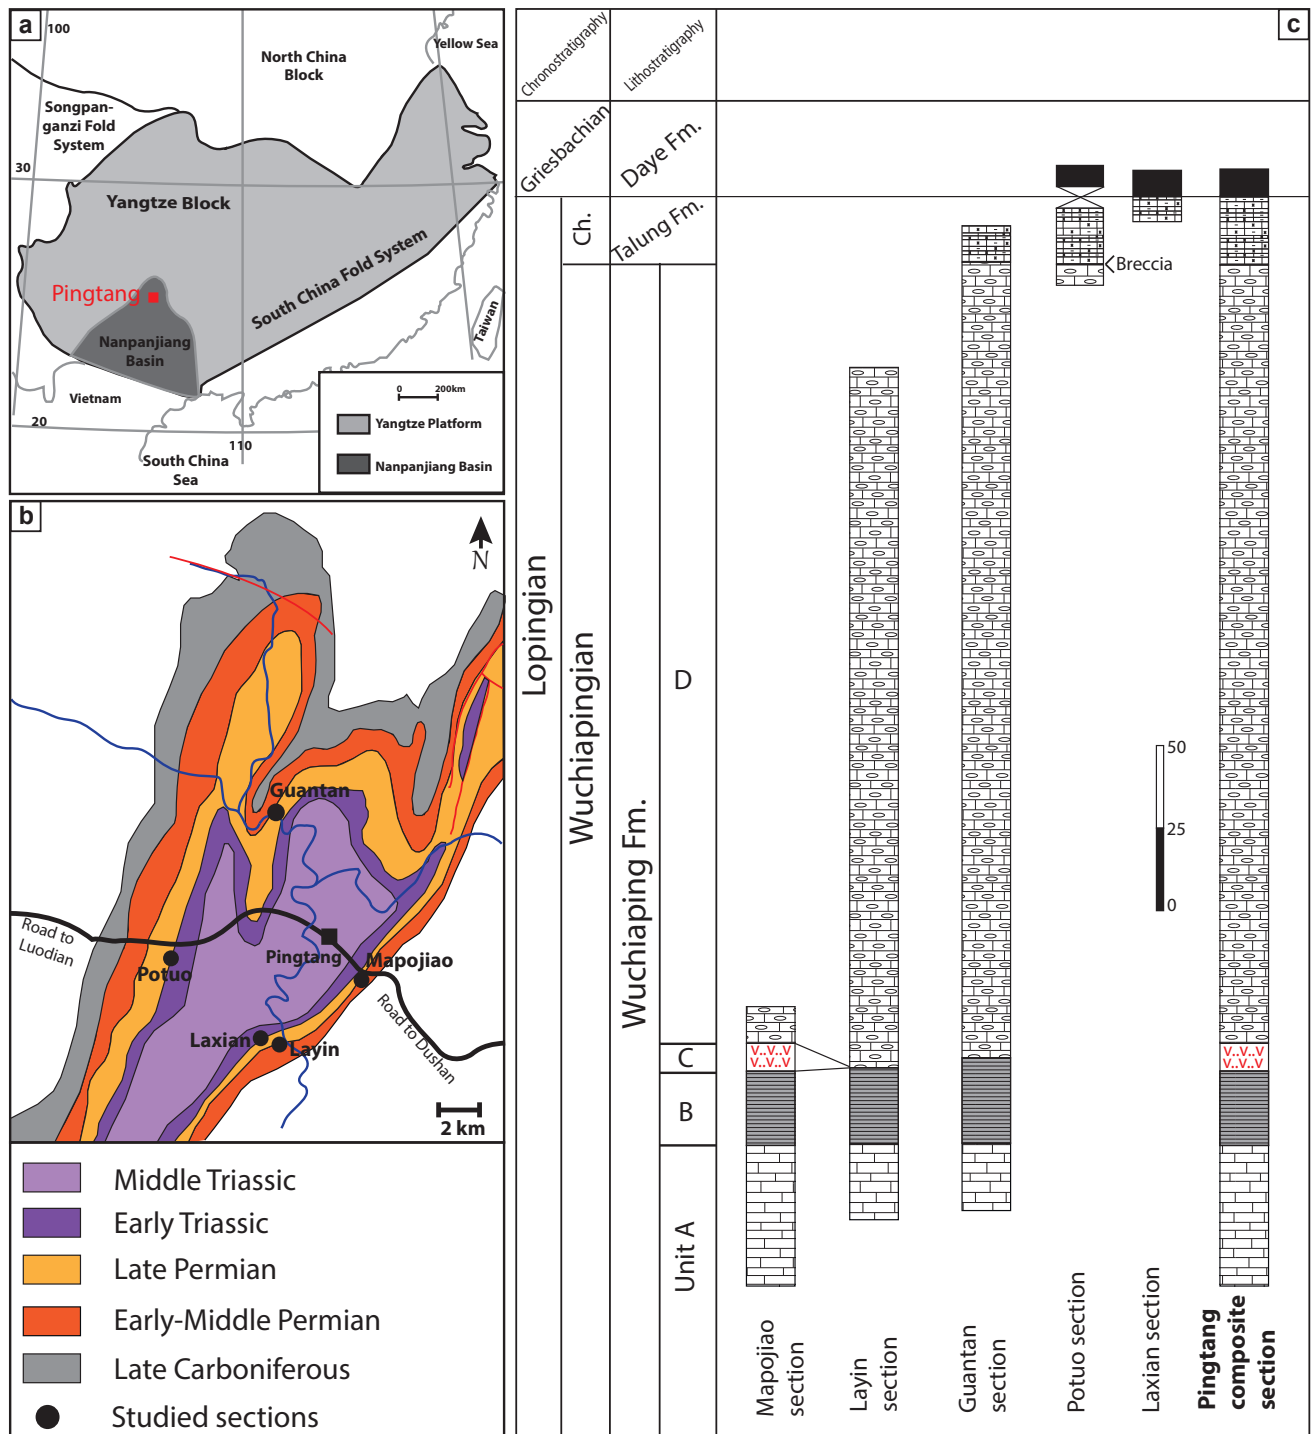 a
100
Yellow Sea
North China
Block
Songpan-
ganzi Fold
System
30
Yangtze Block
South China Fold System
Pingtang
Nanpanjiang
Basin
Taiwan
Vietnam
20
110
South China
Sea
0 200km
Yangtze Platform
Nanpanjiang Basin
b
N
Guantan
Road to
Luodian
Potuo
Pingtang
Mapojiao
Laxian
Layin
Road to Dushan
2 km
Middle Triassic
Early Triassic
Late Permian
Early-Middle Permian
Late Carboniferous
Studied sections
c
Chronostratigraphy
Lithostratigraphy
Griesbachian
Daye Fm.
Ch.
Talung Fm.
Breccia
Lopingian
Wuchiapingian
Wuchiaping Fm.
D
C
B
Unit A
V..V..V
V..V..V
V..V..V
V..V..V
50
25
0
Mapojiao
section
Layin
section
Guantan
section
Potuo section
Laxian section
Pingtang
composite
section